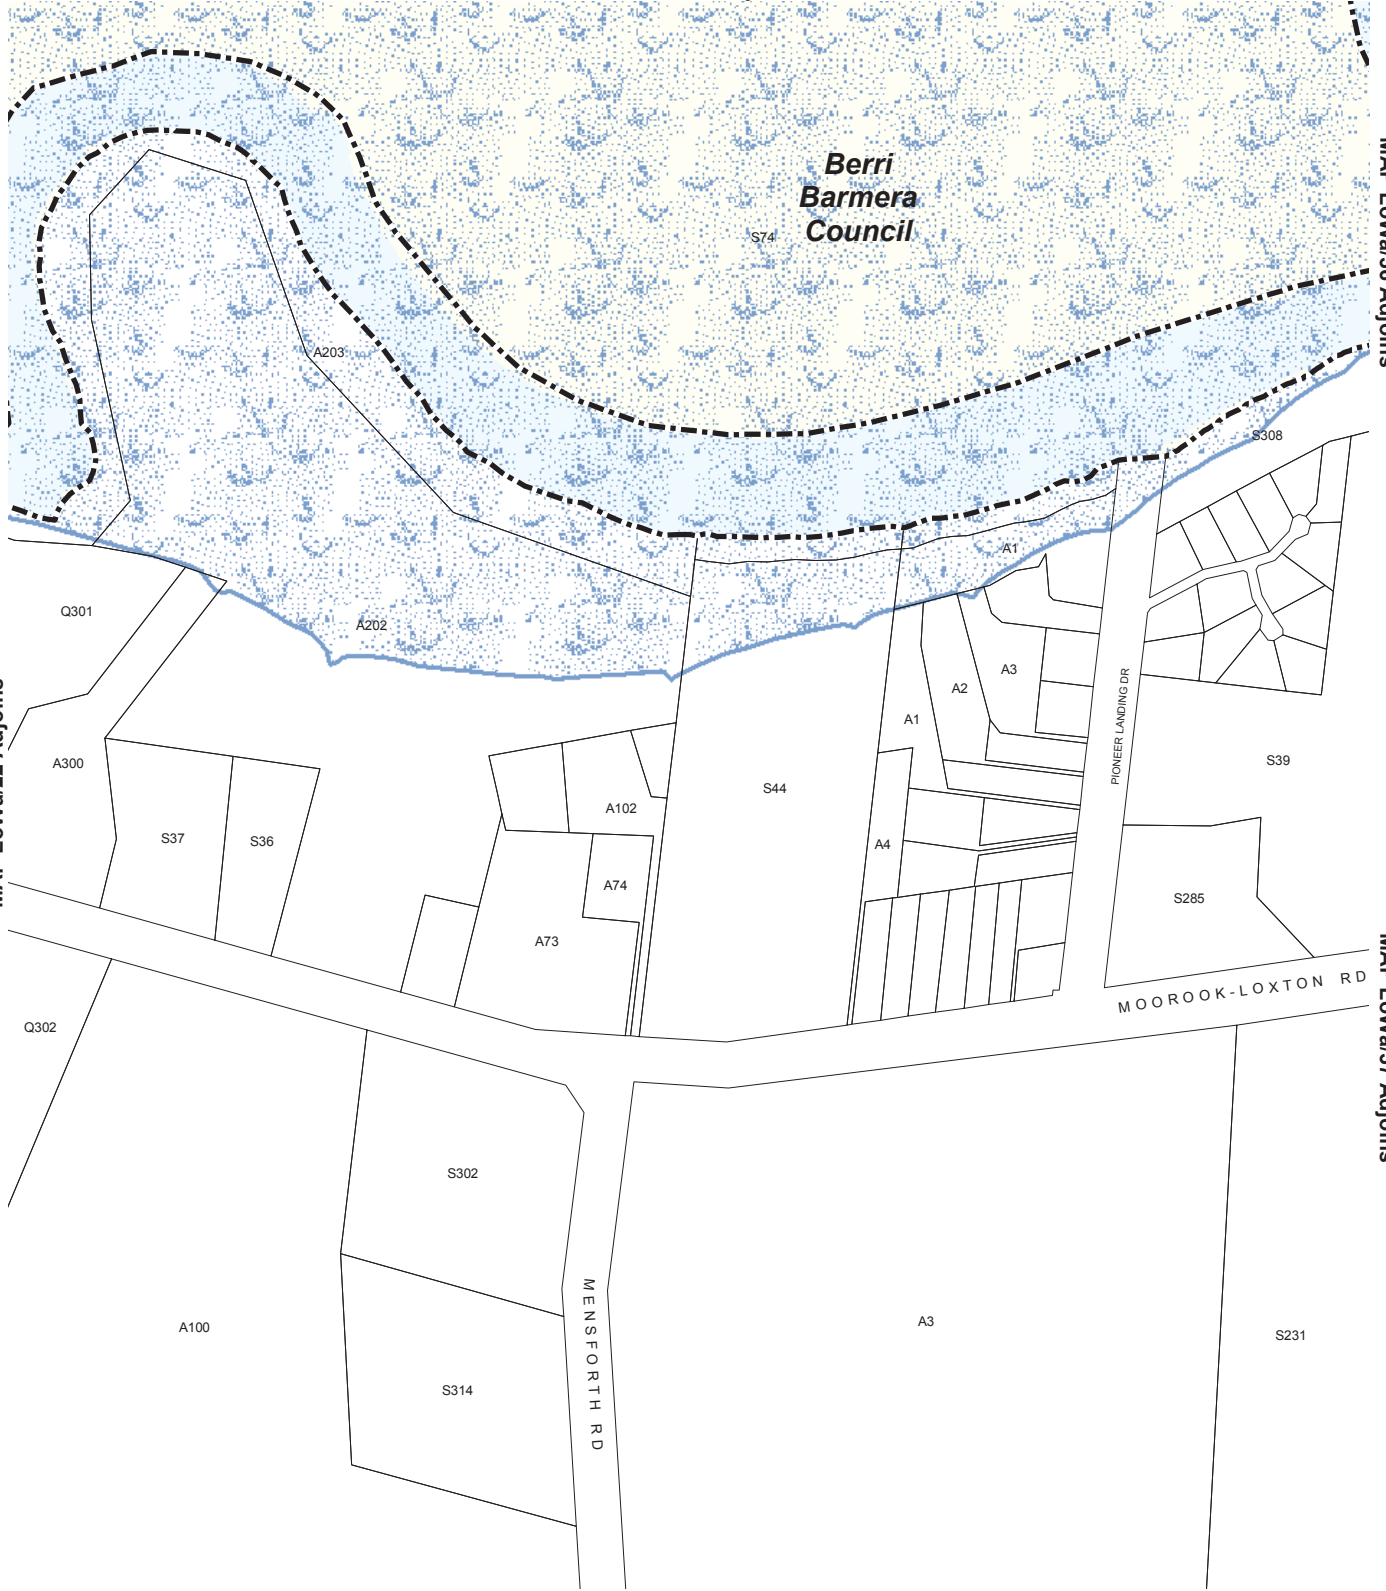 Berri
Barmera
Council
S74
A203
S308
A1
Q301
A202
A3
A2
A1
PIONEER LANDING DR
A300
S44
S39
A102
S37
S36
A4
A74
S285
A73
MOOROOK-LOXTON RD
Q302
S302
MENSFORTH RD
A100
A3
S231
S314